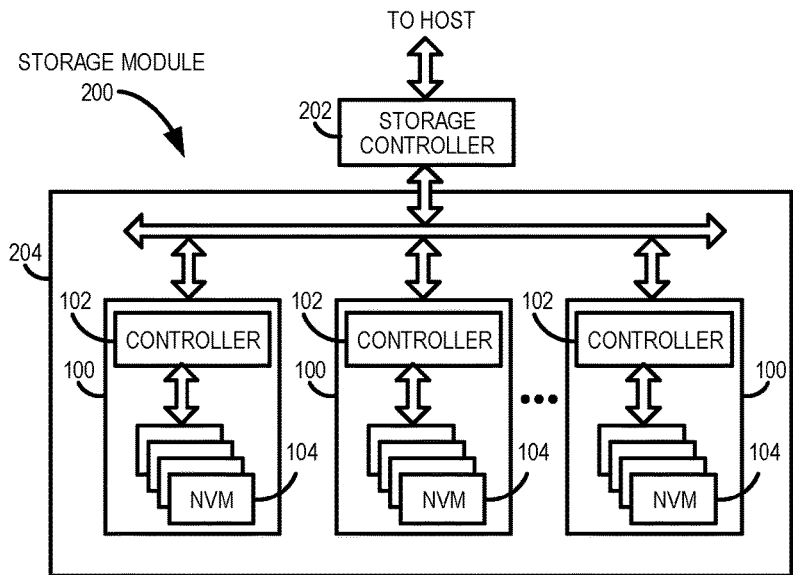 TO HOST
STORAGE MODULE
200
202
STORAGE
CONTROLLER
204
102
CONTROLLER
102
CONTROLLER
102
CONTROLLER
100
100
100
104
NVM
104
NVM
104
NVM